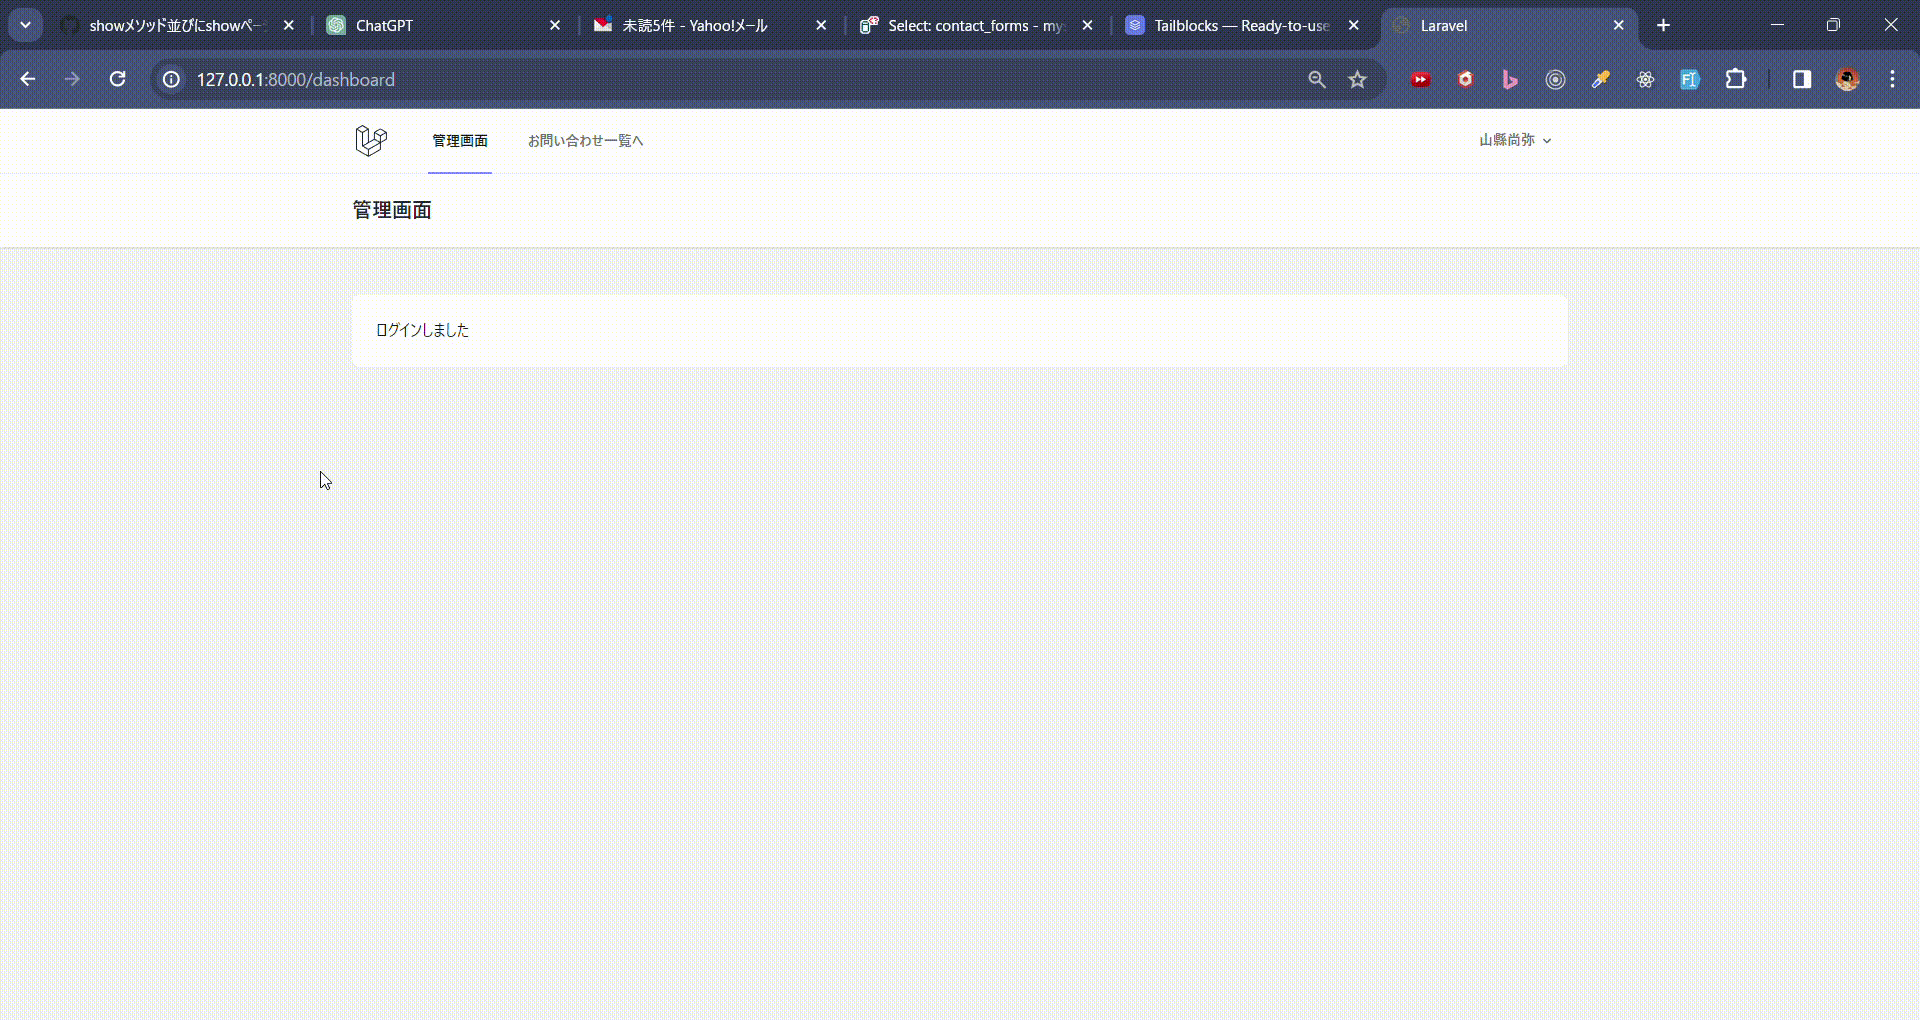 showメソッド並びにshowペー
ChatGPT
未読5件 - Yahoo!メール
Select: contact_forms - my
Tailblocks — Ready-to-use
Laravel
127.0.0.1:8000/dashboard
管理画面
お問い合わせ一覧へ
山縣尚弥
管理画面
ログインしました